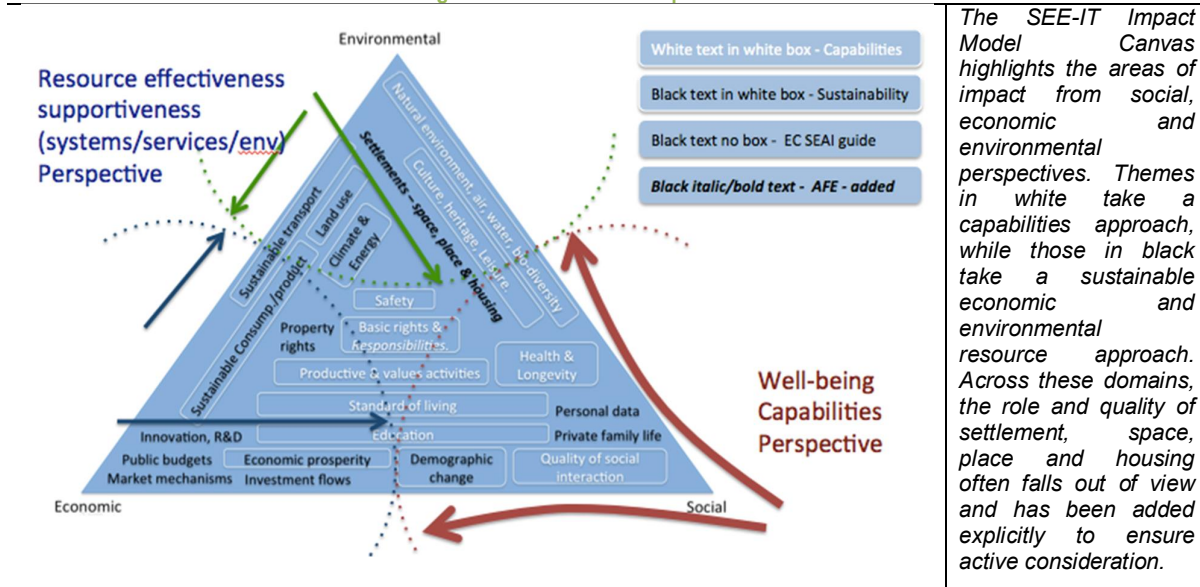 Environmental
Resource effectiveness
supportiveness
(systems/services/env)
Perspective
White text in white box - Capabilities
Black text in white box - Sustainability
Black text no box - EC SEAI guide
Black italic/bold text - AFE - added
Natural environment, air, water, bio diversity
Culture, heritage, Leisure.
Settlements – space, place & housing
Sustainable transport
Land use
Climate &
Energy
Sustainable Consump./product
Safety
Property
rights
Basic rights &
Responsibilities.
Productive & values activities
Health &
Longevity
Standard of living
Personal data
Innovation, R&D
Education
Private family life
Public budgets
Economic prosperity
Demographic
change
Quality of social
interaction
Market mechanisms
Investment flows
Economic
Social
Well-being
Capabilities
Perspective
The SEE-IT Impact
Model Canvas
highlights the areas of
impact from social,
economic and
environmental
perspectives. Themes
in white take a
capabilities approach,
while those in black
take a sustainable
economic and
environmental
resource approach.
Across these domains,
the role and quality of
settlement, space,
place and housing
often falls out of view
and has been added
explicitly to ensure
active consideration.